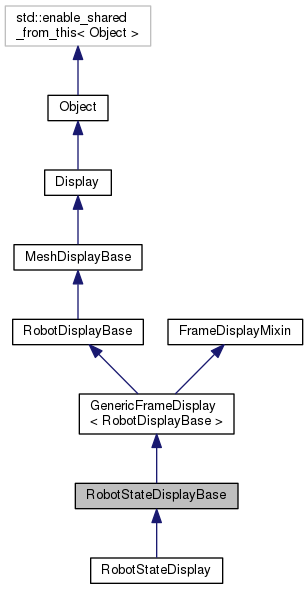 std::enable_shared
_from_this< Object >
Object
Display
MeshDisplayBase
RobotDisplayBase
FrameDisplayMixin
GenericFrameDisplay
< RobotDisplayBase >
RobotStateDisplayBase
RobotStateDisplay